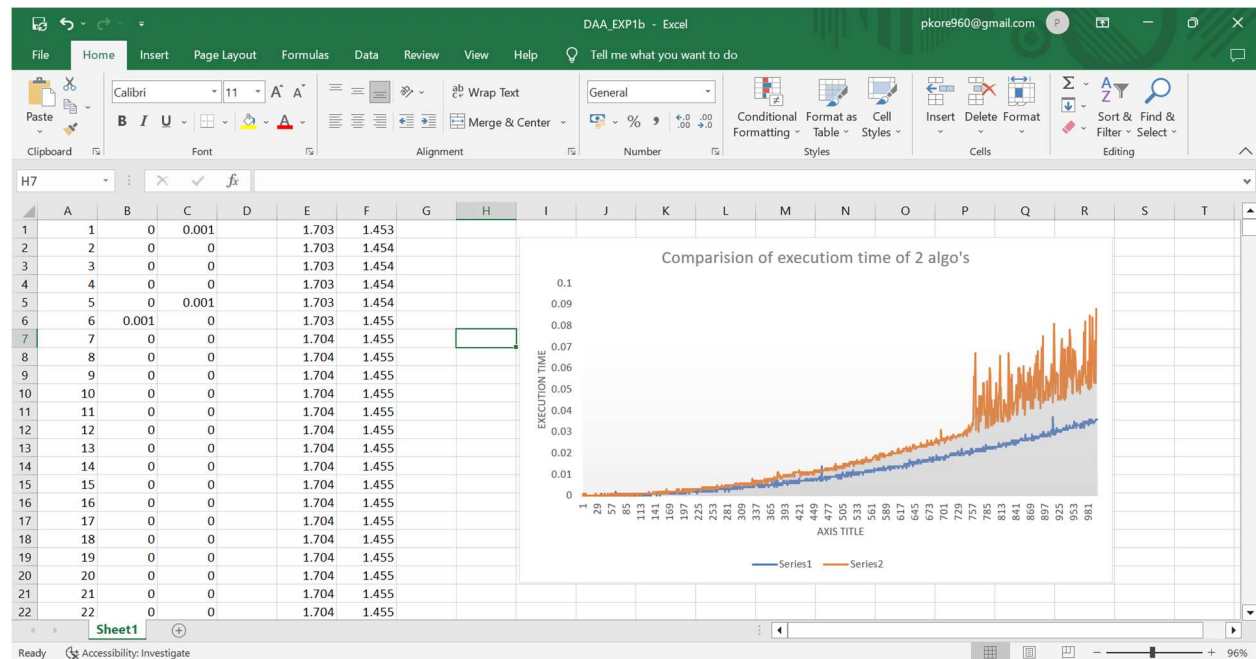 DAA_EXP1b - Excel
pkore960@gmail.com P
File Home Insert Page Layout Formulas Data Review View Help Tell me what you want to do
Paste
Calibri 11 A A
B I U A
Wrap Text
Merge & Center
General
% , .0 .00 .00 .0
Conditional Formatting
Format as Table
Cell Styles
Insert Delete Format
Σ
Sort & Filter
Find & Select
Clipboard Font Alignment Number Styles Cells Editing
H7 fx
A B C D E F G H I J K L M N O P Q R S T
1 1 0 0.001 1.703 1.453
2 2 0 0 1.703 1.454
3 3 0 0 1.703 1.454
4 4 0 0 1.703 1.454
5 5 0 0.001 1.703 1.454
6 6 0.001 0 1.703 1.455
7 7 0 0 1.704 1.455
8 8 0 0 1.704 1.455
9 9 0 0 1.704 1.455
10 10 0 0 1.704 1.455
11 11 0 0 1.704 1.455
12 12 0 0 1.704 1.455
13 13 0 0 1.704 1.455
14 14 0 0 1.704 1.455
15 15 0 0 1.704 1.455
16 16 0 0 1.704 1.455
17 17 0 0 1.704 1.455
18 18 0 0 1.704 1.455
19 19 0 0 1.704 1.455
20 20 0 0 1.704 1.455
21 21 0 0 1.704 1.455
22 22 0 0 1.704 1.455
Comparision of executiom time of 2 algo's
EXECUTION TIME
0.1
0.09
0.08
0.07
0.06
0.05
0.04
0.03
0.02
0.01
0
1 29 57 85 113 141 169 197 225 253 281 309 337 365 393 421 449 477 505 533 561 589 617 645 673 701 729 757 785 813 841 869 897 925 953 981
AXIS TITLE
Series1 Series2
Sheet1
Ready Accessibility: Investigate 96%